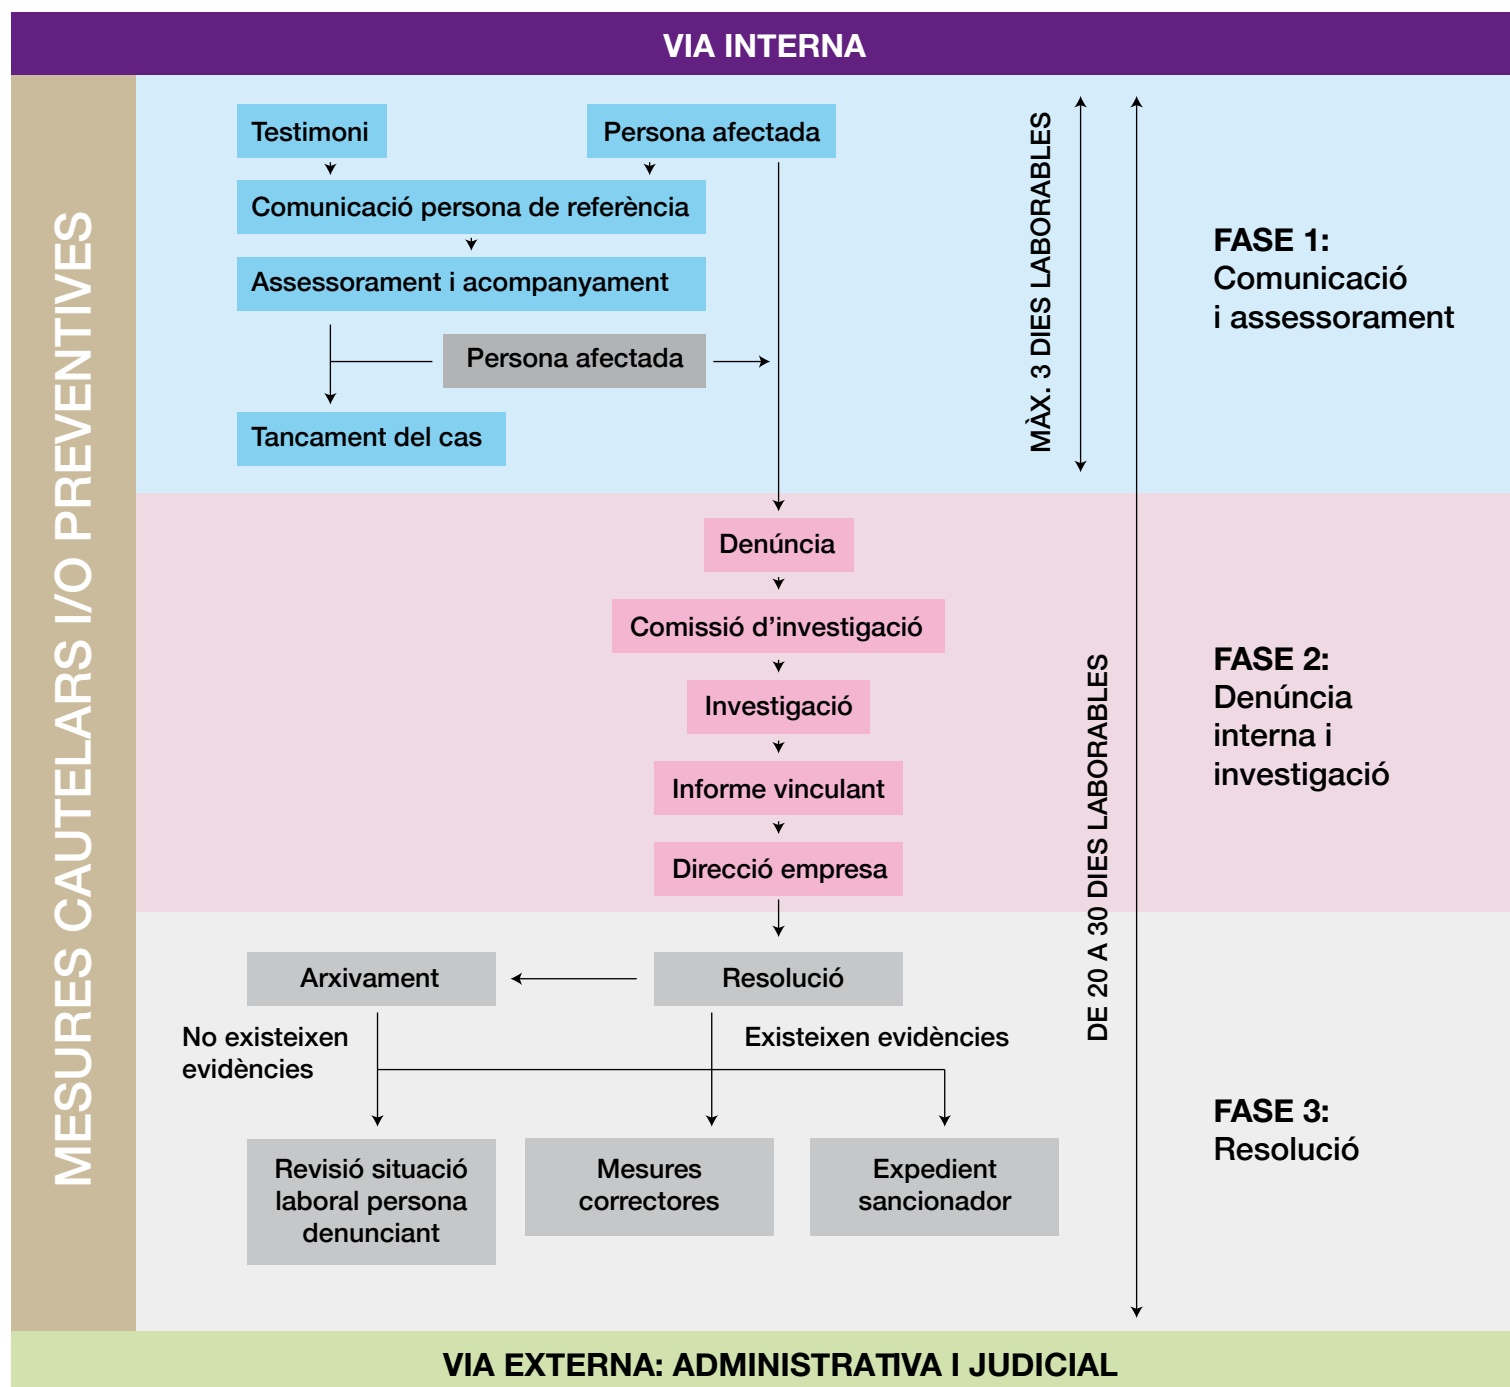 VIA INTERNA
MESURES CAUTELARS I/O PREVENTIVES
Testimoni
Persona afectada
Comunicació persona de referència
Assessorament i acompanyament
Persona afectada
Tancament del cas
MÀX. 3 DIES LABORABLES
FASE 1:
Comunicació
i assessorament
Denúncia
Comissió d'investigació
Investigació
Informe vinculant
Direcció empresa
DE 20 A 30 DIES LABORABLES
FASE 2:
Denúncia
interna i
investigació
Arxivament
Resolució
No existeixen
evidències
Existeixen evidències
Revisió situació
laboral persona
denunciant
Mesures
correctores
Expedient
sancionador
FASE 3:
Resolució
VIA EXTERNA: ADMINISTRATIVA I JUDICIAL